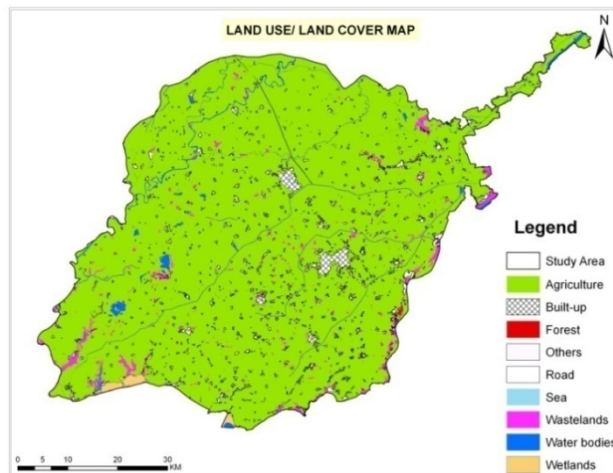 LAND USE/ LAND COVER MAP
N
Legend
Study Area
Agriculture
Built-up
Forest
Others
Road
Sea
Wastelands
Water bodies
Wetlands
0 5 10 20 30
KM